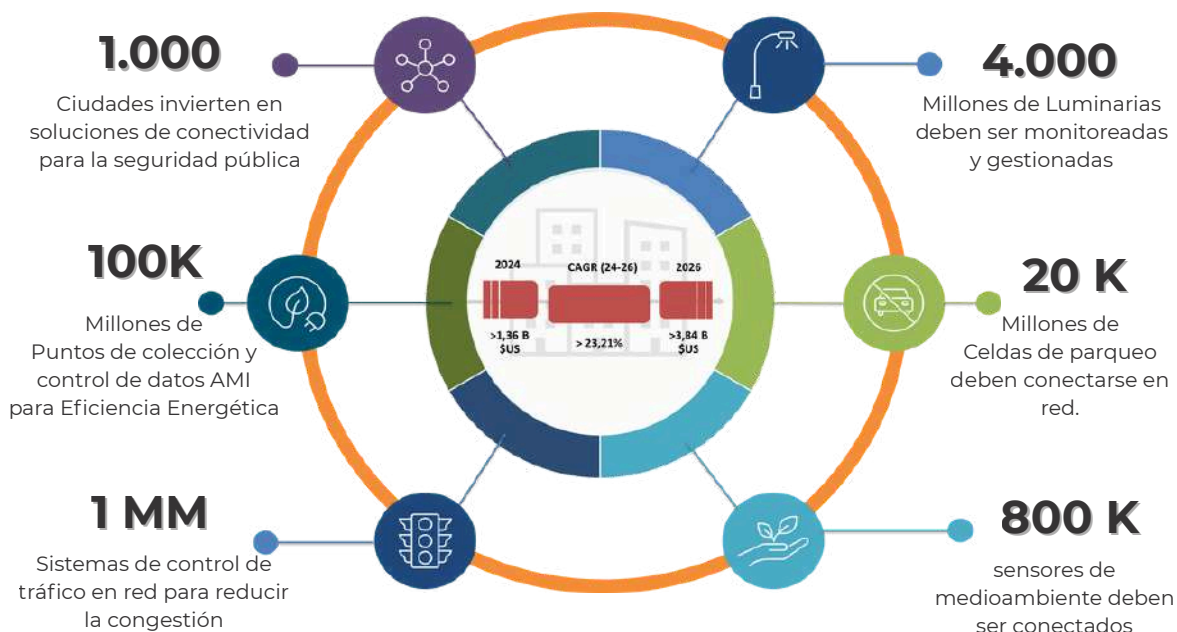 1.000
Ciudades invierten en
soluciones de conectividad
para la seguridad pública
4.000
Millones de Luminarias
deben ser monitoreadas
y gestionadas
100K
Millones de
Puntos de colección y
control de datos AMI
para Eficiencia Energética
2024
CAGR (24-26)
2026
>1,36 B
$US
> 23,21%
>3,84 B
$US
20 K
Millones de
Celdas de parqueo
deben conectarse en
red.
1 MM
Sistemas de control de
tráfico en red para reducir
la congestión
800 K
sensores de
medioambiente deben
ser conectados